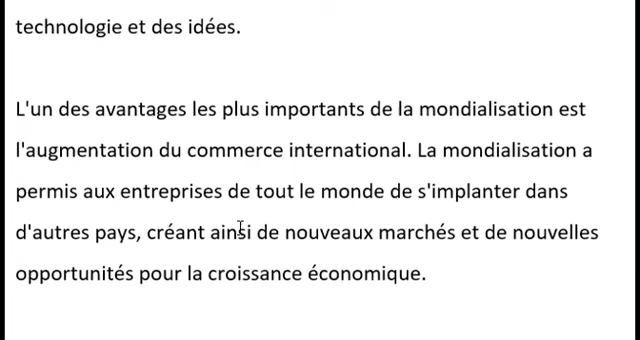 technologie et des idées.
L'un des avantages les plus importants de la mondialisation est
l'augmentation du commerce international. La mondialisation a
permis aux entreprises de tout le monde de s'implanter dans
d'autres pays, créant ainsi de nouveaux marchés et de nouvelles
opportunités pour la croissance économique.